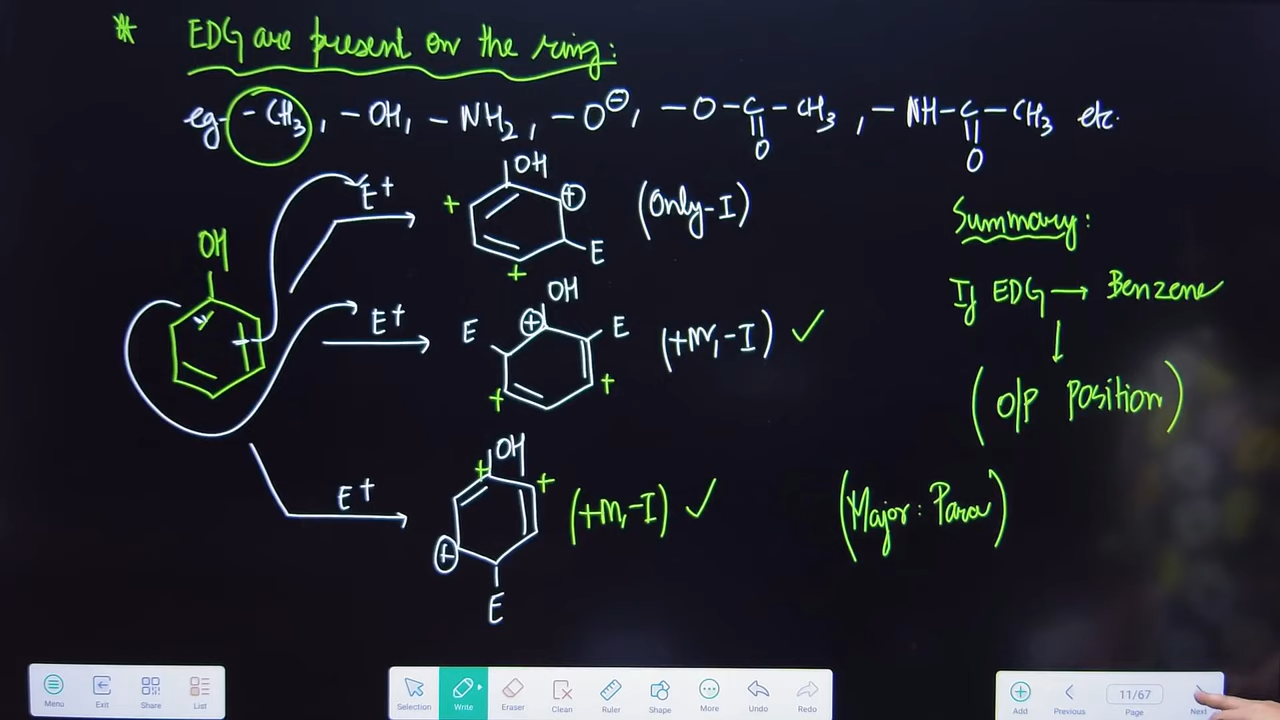 * EDG are present on the ring:
eg - CH3, - OH, - NH2, - O⊖, - O - C - CH3, - NH - C - CH3 etc.
O O
OH
E+
OH
+ ⊕ (Only -I)
E
+
Summary:
If EDG → Benzene
(O/P Position)
OH
E+
E ⊕ E (+M, -I) ✓
+ +
E+
OH
+ + (+M, -I) ✓
⊕
E
(Major: Para)
Menu Exit Share List
Selection Write Eraser Clean Ruler Shape More Undo Redo
11/67
Add Previous Page Next